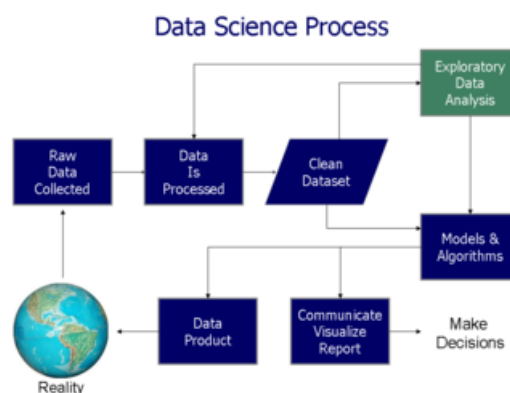 Data Science Process
Exploratory
Data
Analysis
Raw
Data
Collected
Data
Is
Processed
Clean
Dataset
Models &
Algorithms
Data
Product
Communicate
Visualize
Report
Make
Decisions
Reality